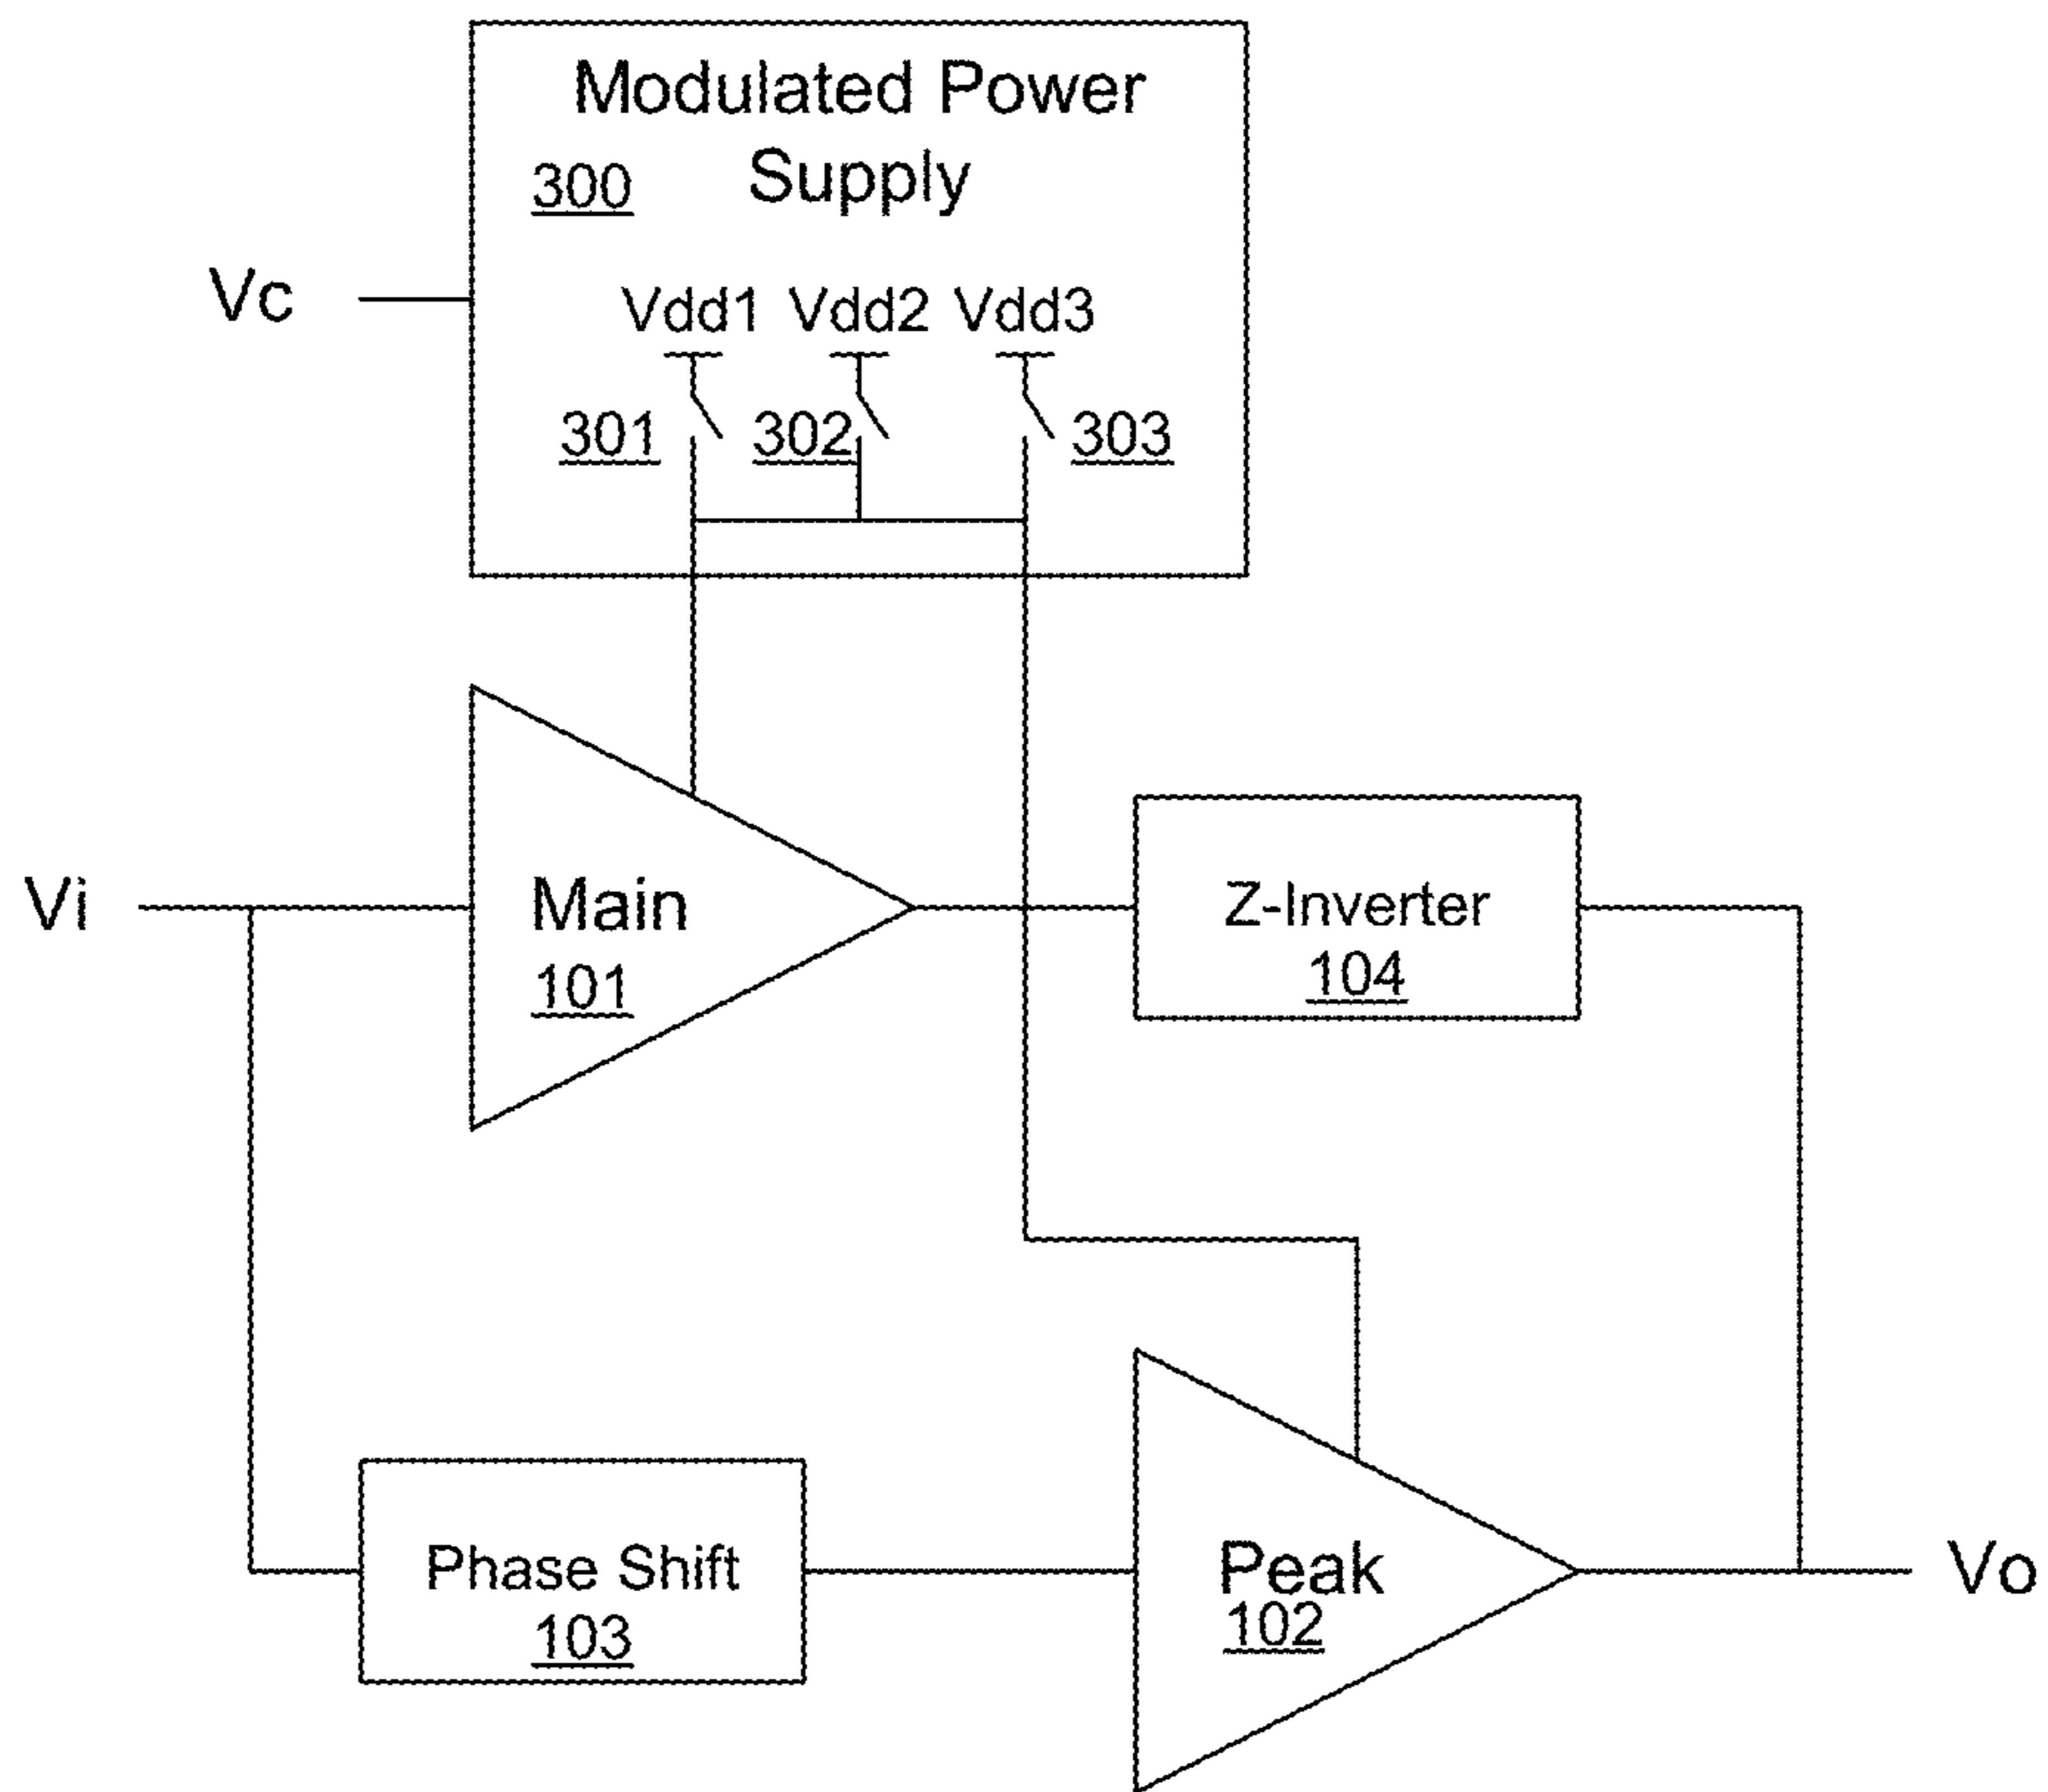 Modulated Power
Supply
300
Vc
Vdd1 Vdd2 Vdd3
301 302 303
Vi
Main
101
Z-Inverter
104
Phase Shift
103
Peak
102
Vo